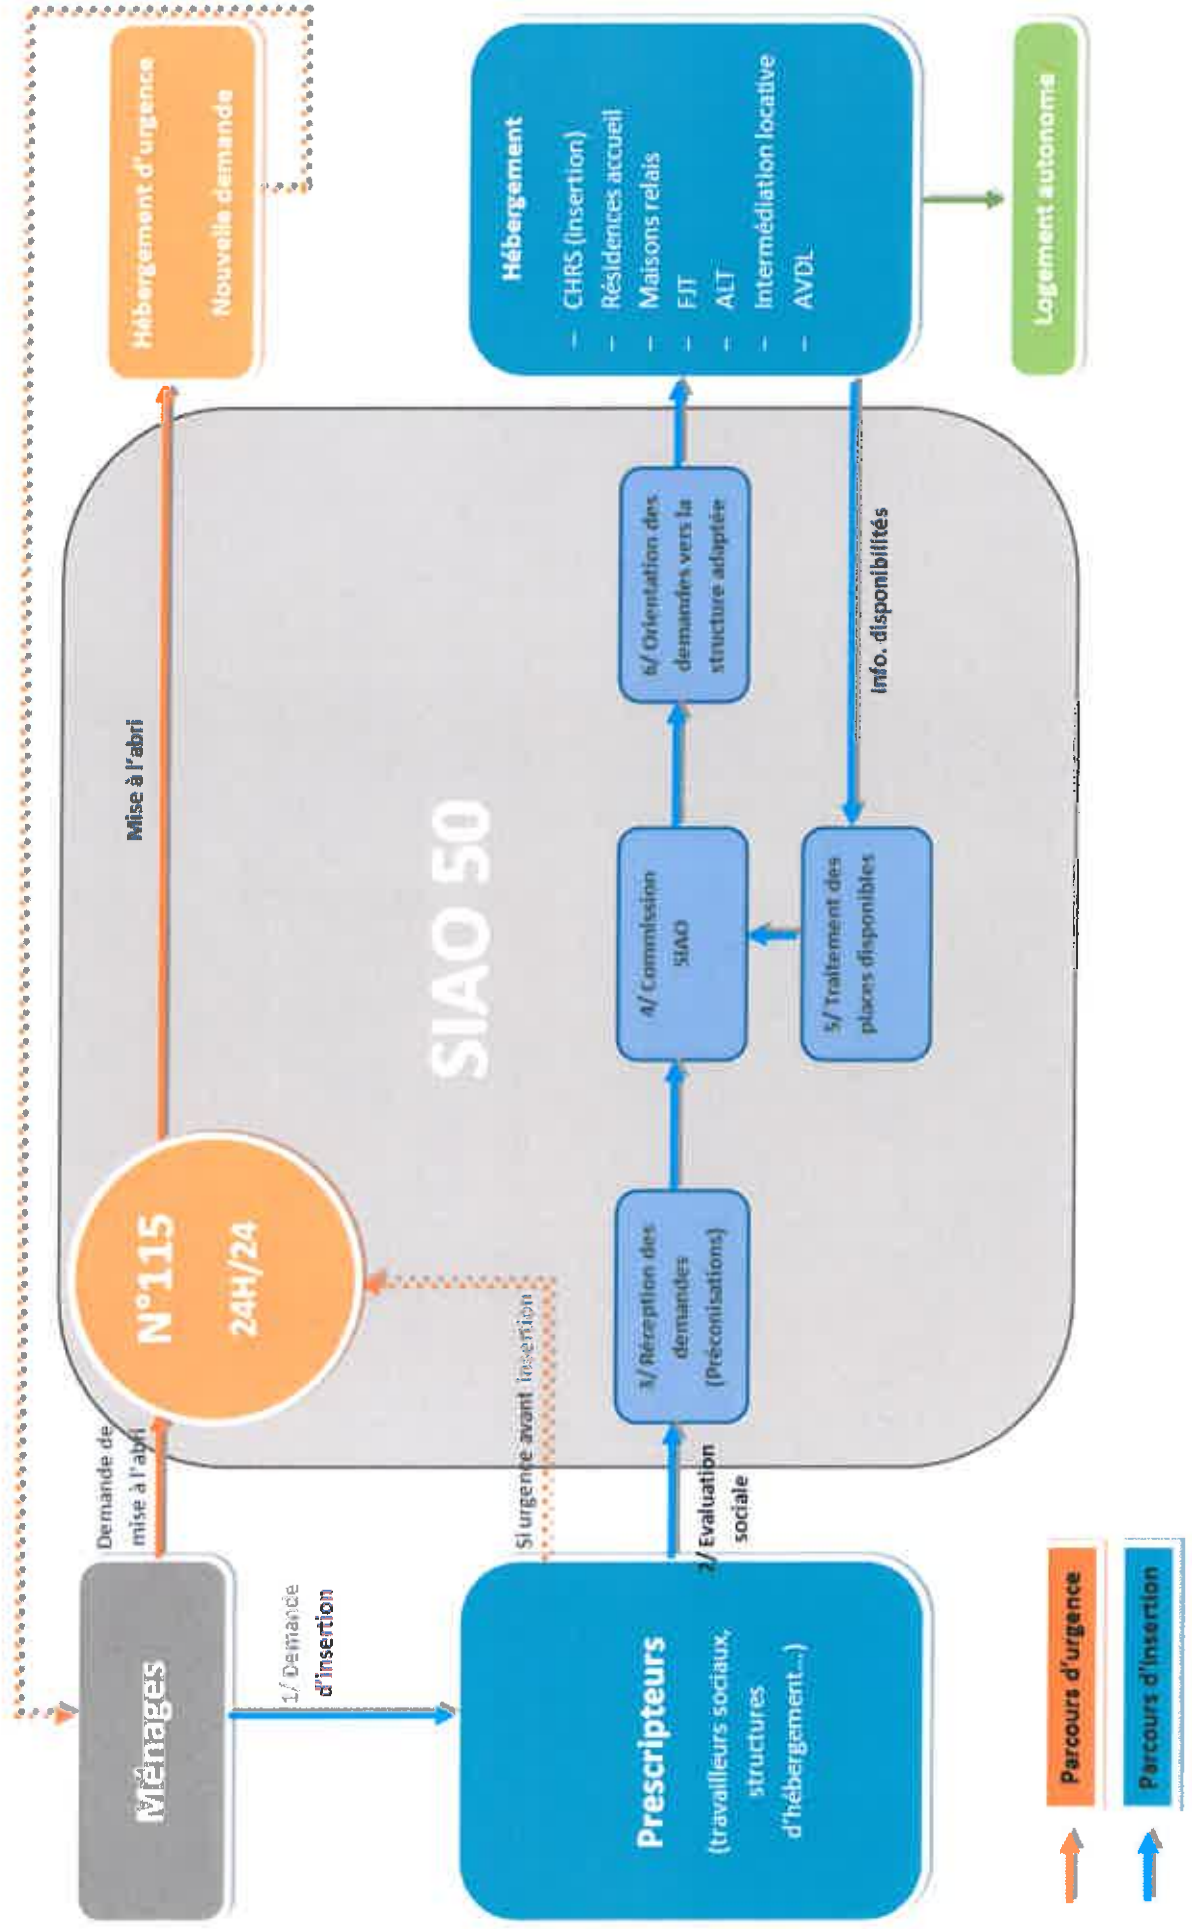 Ménages
Demande de
mise à l'abri
N°115
24H/24
Mise à l'abri
Hébergement d'urgence
Nouvelle demande
1/ Demande
d'insertion
SIAO 50
Si urgence avant insertion
Prescripteurs
(travailleurs sociaux,
structures
d'hébergement...)
2/ Evaluation
sociale
3/ Réception des
demandes
(Préconisations)
4/ Commission
SIAO
5/ Traitement des
places disponibles
6/ Orientation des
demandes vers la
structure adaptée
Info. disponibilités
Hébergement
– CHRS (insertion)
– Résidences accueil
– Maisons relais
– FJT
– ALT
– Intermédiation locative
– AVDL
Logement autonome
Parcours d'urgence
Parcours d'insertion